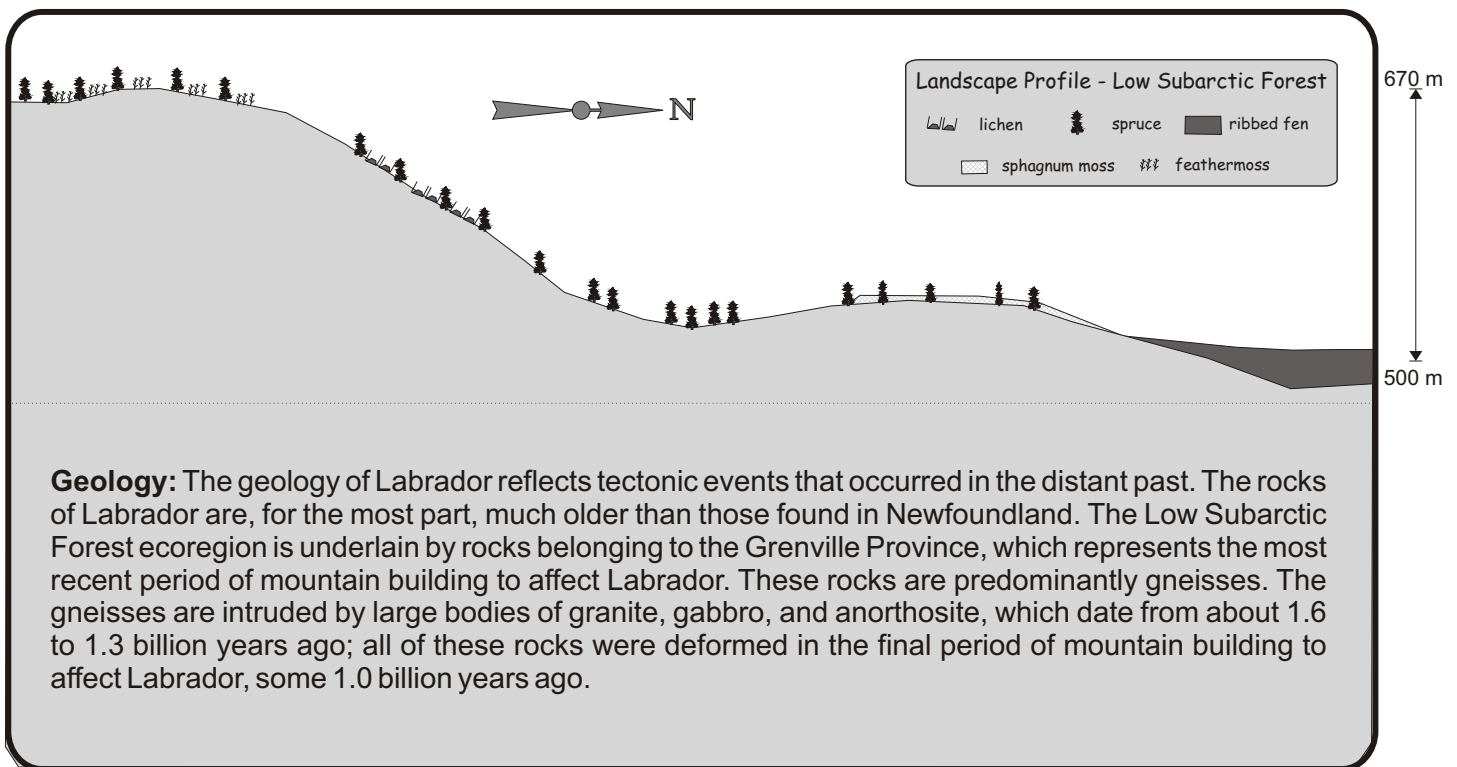 Landscape Profile - Low Subarctic Forest
lichen spruce ribbed fen
sphagnum moss feathermoss
N
670 m
500 m
Geology: The geology of Labrador reflects tectonic events that occurred in the distant past. The rocks
of Labrador are, for the most part, much older than those found in Newfoundland. The Low Subarctic
Forest ecoregion is underlain by rocks belonging to the Grenville Province, which represents the most
recent period of mountain building to affect Labrador. These rocks are predominantly gneisses. The
gneisses are intruded by large bodies of granite, gabbro, and anorthosite, which date from about 1.6
to 1.3 billion years ago; all of these rocks were deformed in the final period of mountain building to
affect Labrador, some 1.0 billion years ago.